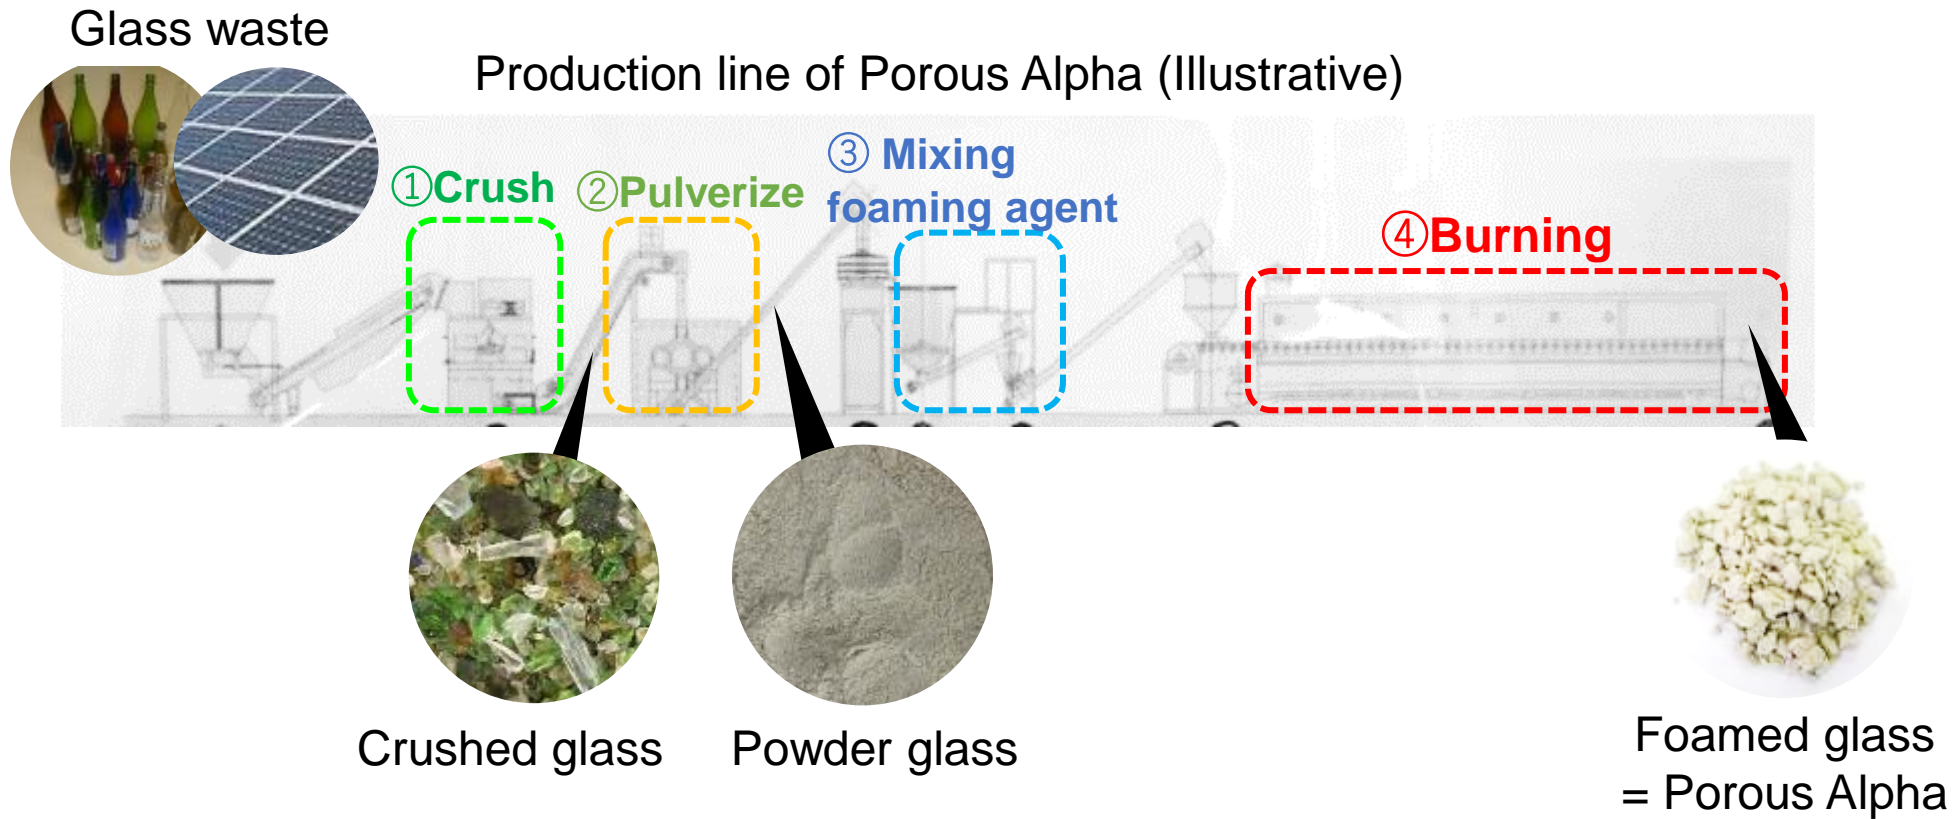 Glass waste
Production line of Porous Alpha (Illustrative)
①Crush
②Pulverize
③ Mixing
foaming agent
④Burning
Crushed glass
Powder glass
Foamed glass
= Porous Alpha